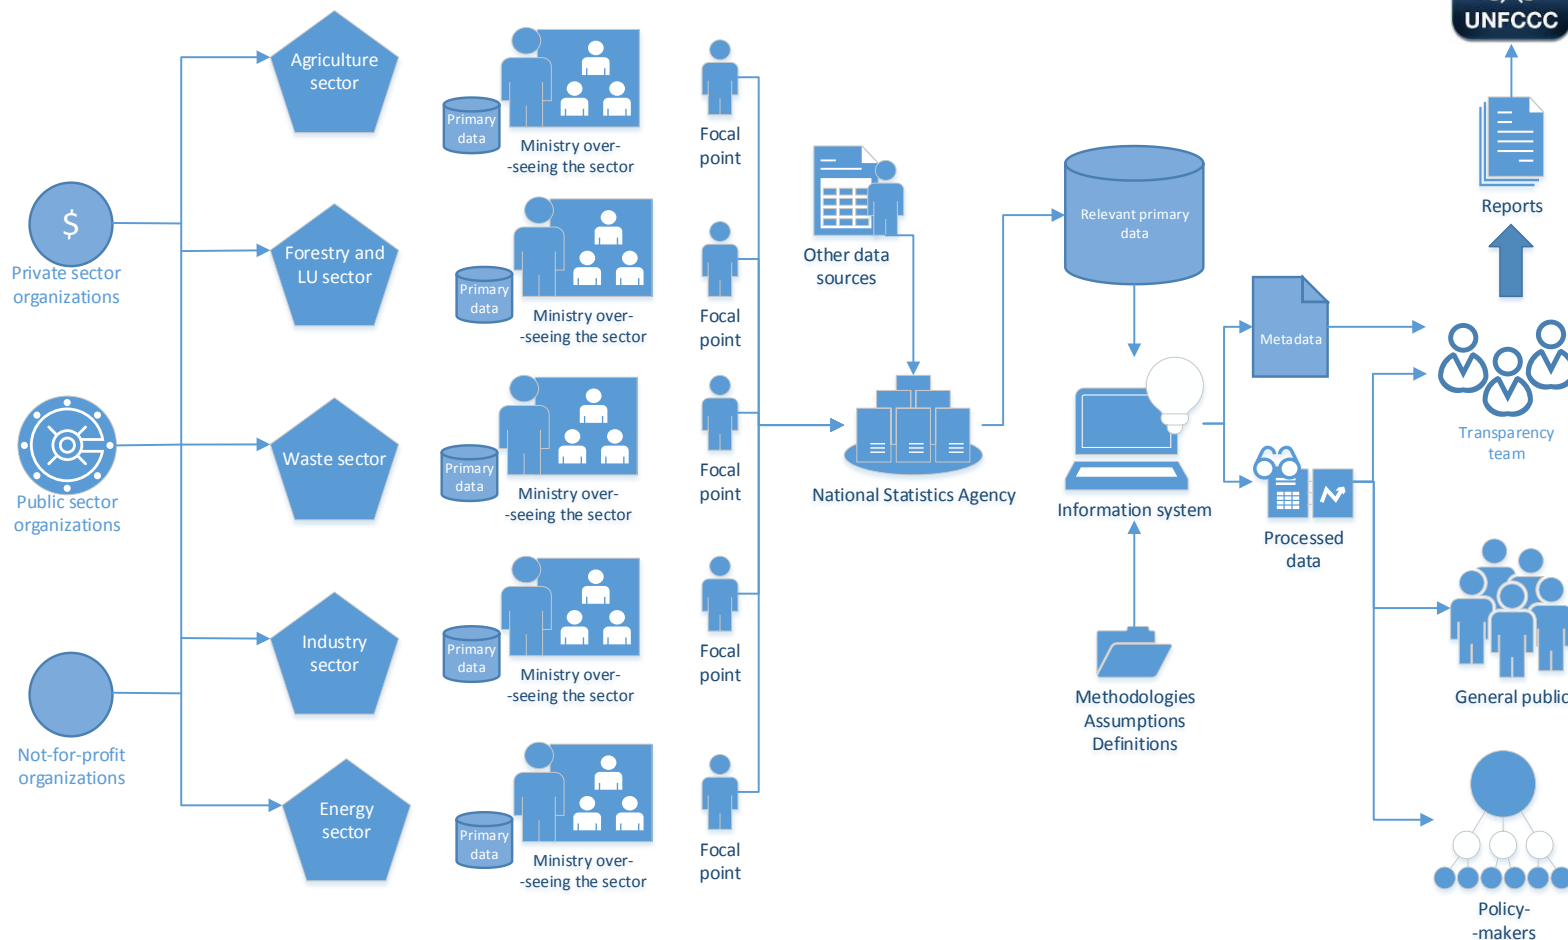 UNFCCC
Agriculture
sector
Primary
data
Ministry over-
-seeing the sector
Focal
point
Reports
$
Private sector
organizations
Forestry and
LU sector
Primary
data
Ministry over-
-seeing the sector
Focal
point
Other data
sources
Relevant primary
data
Metadata
Transparency
team
Public sector
organizations
Waste sector
Primary
data
Ministry over-
-seeing the sector
Focal
point
National Statistics Agency
Information system
Processed
data
Not-for-profit
organizations
Industry
sector
Primary
data
Ministry over-
-seeing the sector
Focal
point
Methodologies
Assumptions
Definitions
General public
Energy
sector
Primary
data
Ministry over-
-seeing the sector
Focal
point
Policy-
-makers